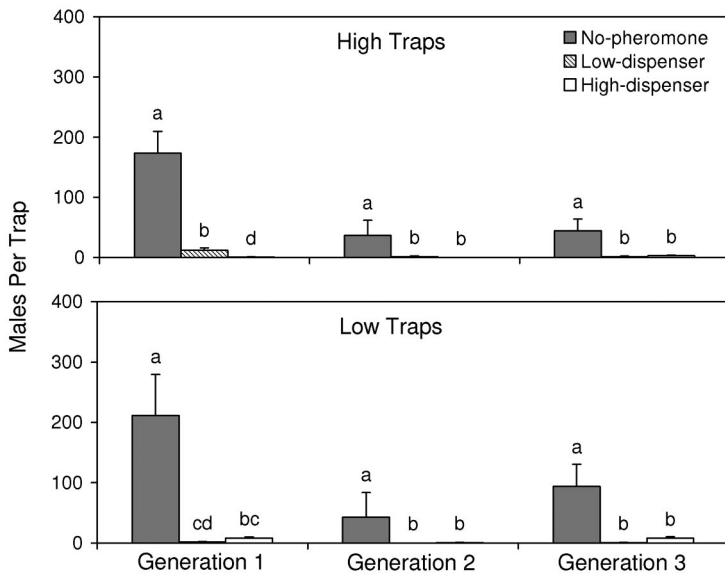 400
High Traps
No-pheromone
Low-dispenser
High-dispenser
300
200
100
0
a
b
d
a
b
b
a
b
b
Males Per Trap
400
Low Traps
300
200
100
0
a
cd
bc
a
b
b
a
b
b
Generation 1
Generation 2
Generation 3